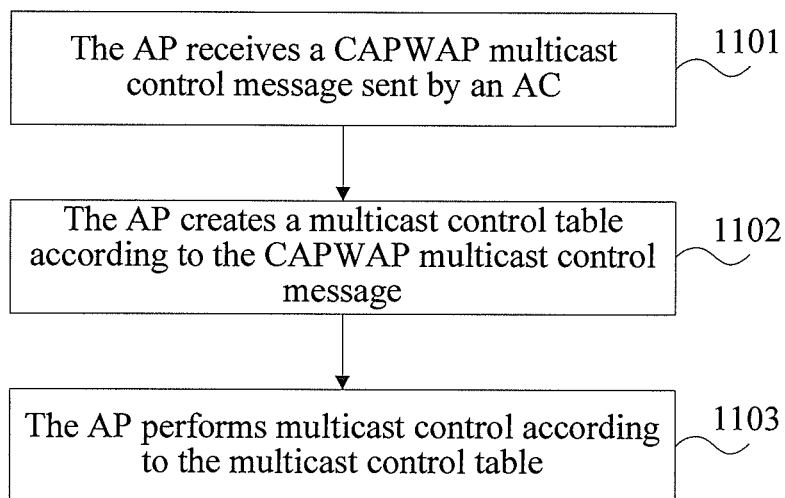 The AP receives a CAPWAP multicast
control message sent by an AC
1101
The AP creates a multicast control table
according to the CAPWAP multicast control
message
1102
The AP performs multicast control according
to the multicast control table
1103